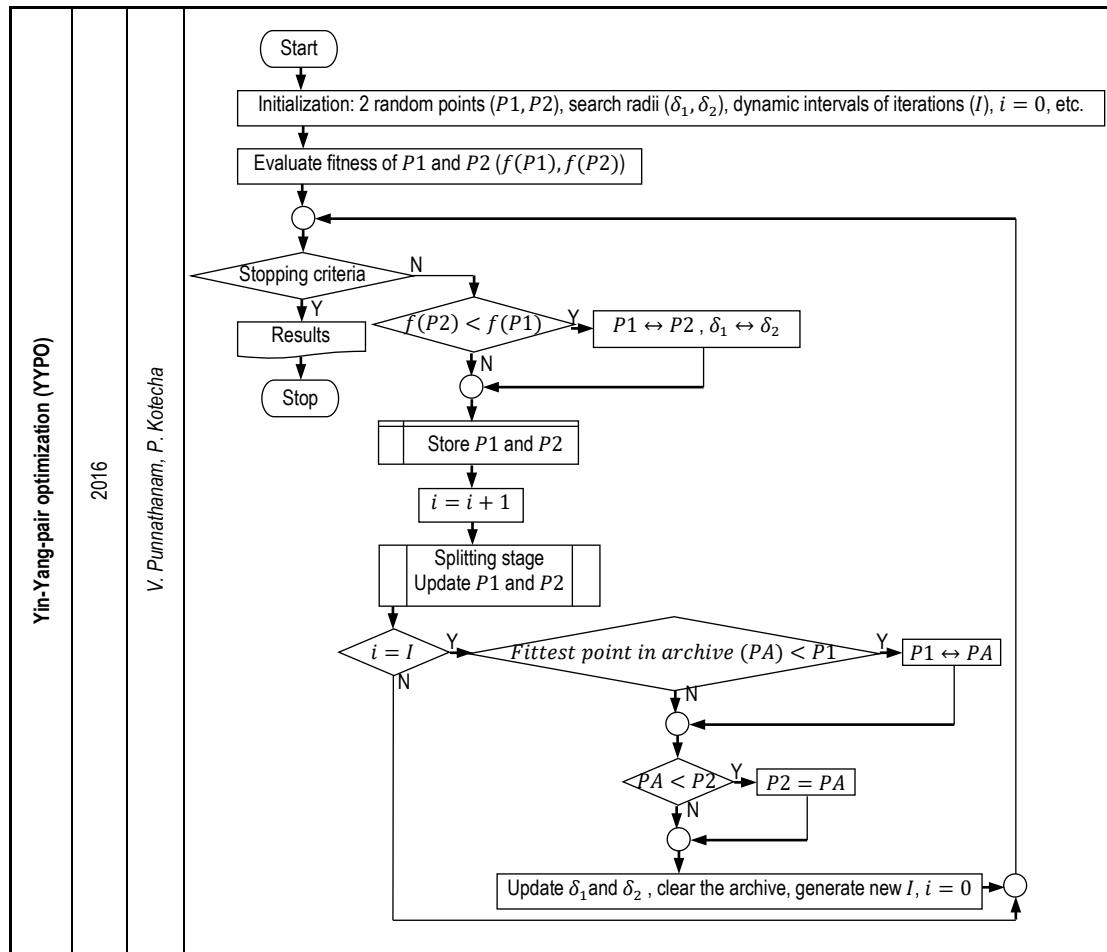 Yin-Yang-pair optimization (YYPO)
2016
V. Punnathanam, P. Kotecha
Start
Initialization: 2 random points (P1, P2), search radii (δ₁, δ₂), dynamic intervals of iterations (I), i = 0, etc.
Evaluate fitness of P1 and P2 (f(P1), f(P2))
Stopping criteria
N
Y
f(P2) < f(P1)
Y
P1 ↔ P2 , δ₁ ↔ δ₂
Results
N
Stop
Store P1 and P2
i = i + 1
Splitting stage
Update P1 and P2
i = I
Y
N
Fittest point in archive (PA) < P1
Y
P1 ↔ PA
N
PA < P2
Y
P2 = PA
N
Update δ₁and δ₂ , clear the archive, generate new I, i = 0